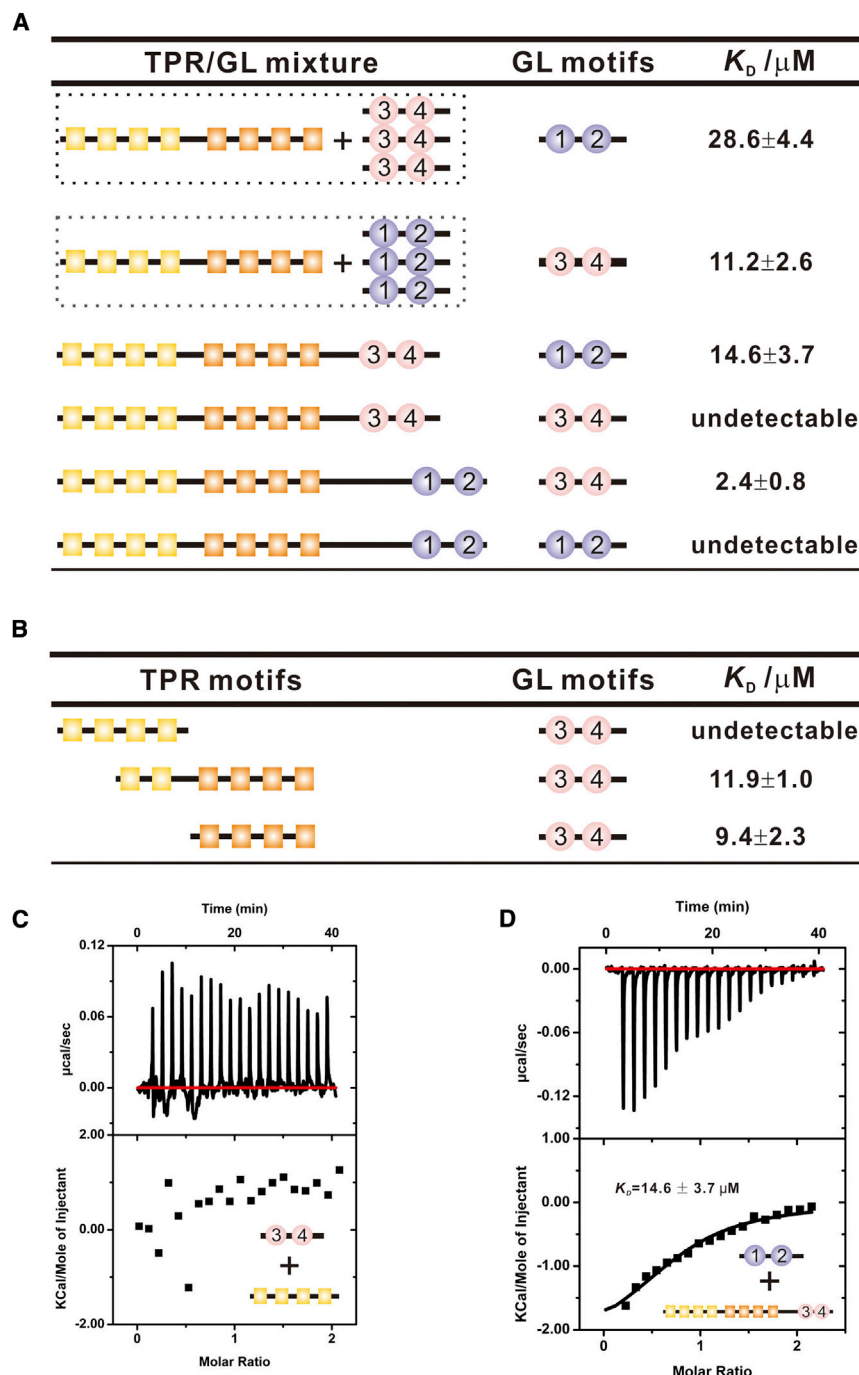 A
TPR/GL mixture GL motifs KD /μM
3 4
+ 3 4 1 2 28.6±4.4
3 4
1 2
+ 1 2 3 4 11.2±2.6
1 2
3 4 1 2 14.6±3.7
3 4 3 4 undetectable
1 2 3 4 2.4±0.8
1 2 1 2 undetectable
B
TPR motifs GL motifs KD /μM
3 4 undetectable
3 4 11.9±1.0
3 4 9.4±2.3
C
Time (min)
0 20 40
0.12
0.06
0.00
μcal/sec
2.00
0.00
-2.00
KCal/Mole of Injectant
3 4
+
0 1 2
Molar Ratio
D
Time (min)
0 20 40
0.00
-0.06
-0.12
μcal/sec
1.00
0.00
-1.00
-2.00
KCal/Mole of Injectant
KD=14.6 ± 3.7 μM
1 2
+
3 4
0 1 2
Molar Ratio